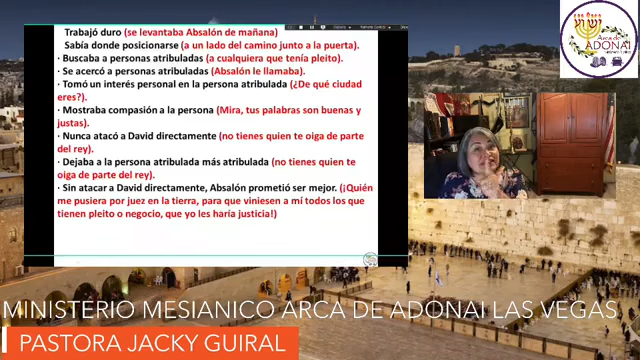 Trabajó duro (se levantaba Absalón de mañana)
Sabía donde posicionarse (a un lado del camino junto a la puerta).
· Buscaba a personas atribuladas (a cualquiera que tenía pleito).
· Se acercó a personas atribuladas (Absalón le llamaba).
· Tomó un interés personal en la persona atribulada (¿De qué ciudad
eres?).
· Mostraba compasión a la persona (Mira, tus palabras son buenas y
justas).
· Nunca atacó a David directamente (no tienes quien te oiga de parte
del rey).
· Dejaba a la persona atribulada más atribulada (no tienes quien te
oiga de parte del rey).
· Sin atacar a David directamente, Absalón prometió ser mejor. (¡Quién
me pusiera por juez en la tierra, para que viniesen a mí todos los que
tienen pleito o negocio, que yo les haría justicia!)
ישוע
Arca de
ADONAI
MINISTERIO MESIANICO ARCA DE ADONAI LAS VEGAS
PASTORA JACKY GUIRAL